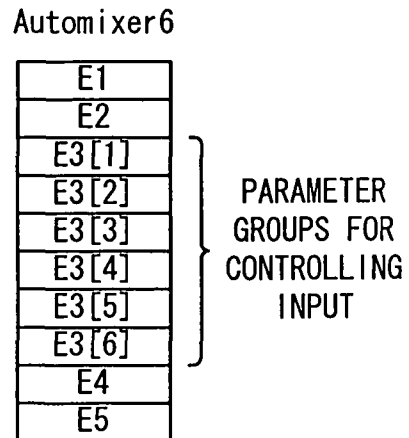 Automixer6
E1
E2
E3[1]
E3[2]
E3[3]
E3[4]
E3[5]
E3[6]
E4
E5
PARAMETER
GROUPS FOR
CONTROLLING
INPUT